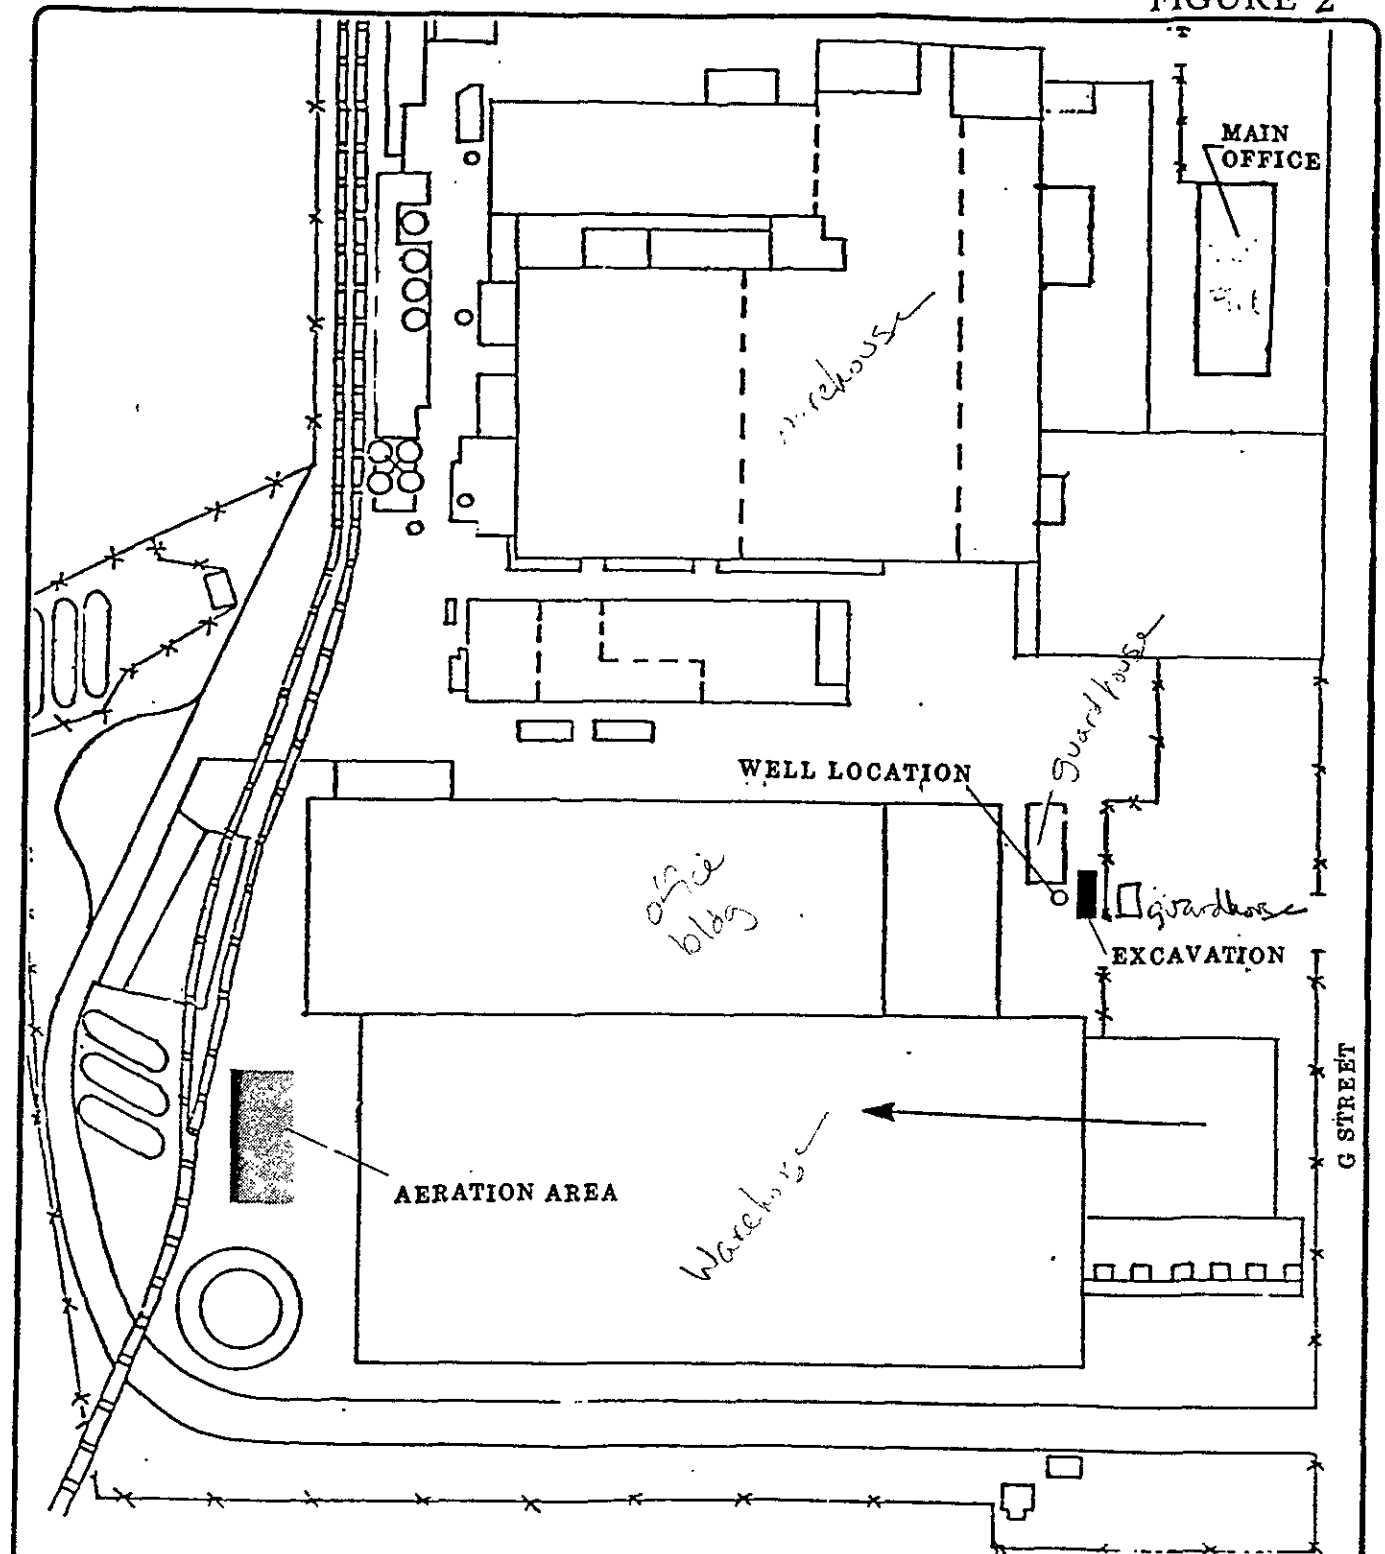 FIGURE 2
MAIN
OFFICE
warehouse
guardhouse
WELL LOCATION
office
bldg
guardhouse
EXCAVATION
G STREET
Warehouse
AERATION AREA